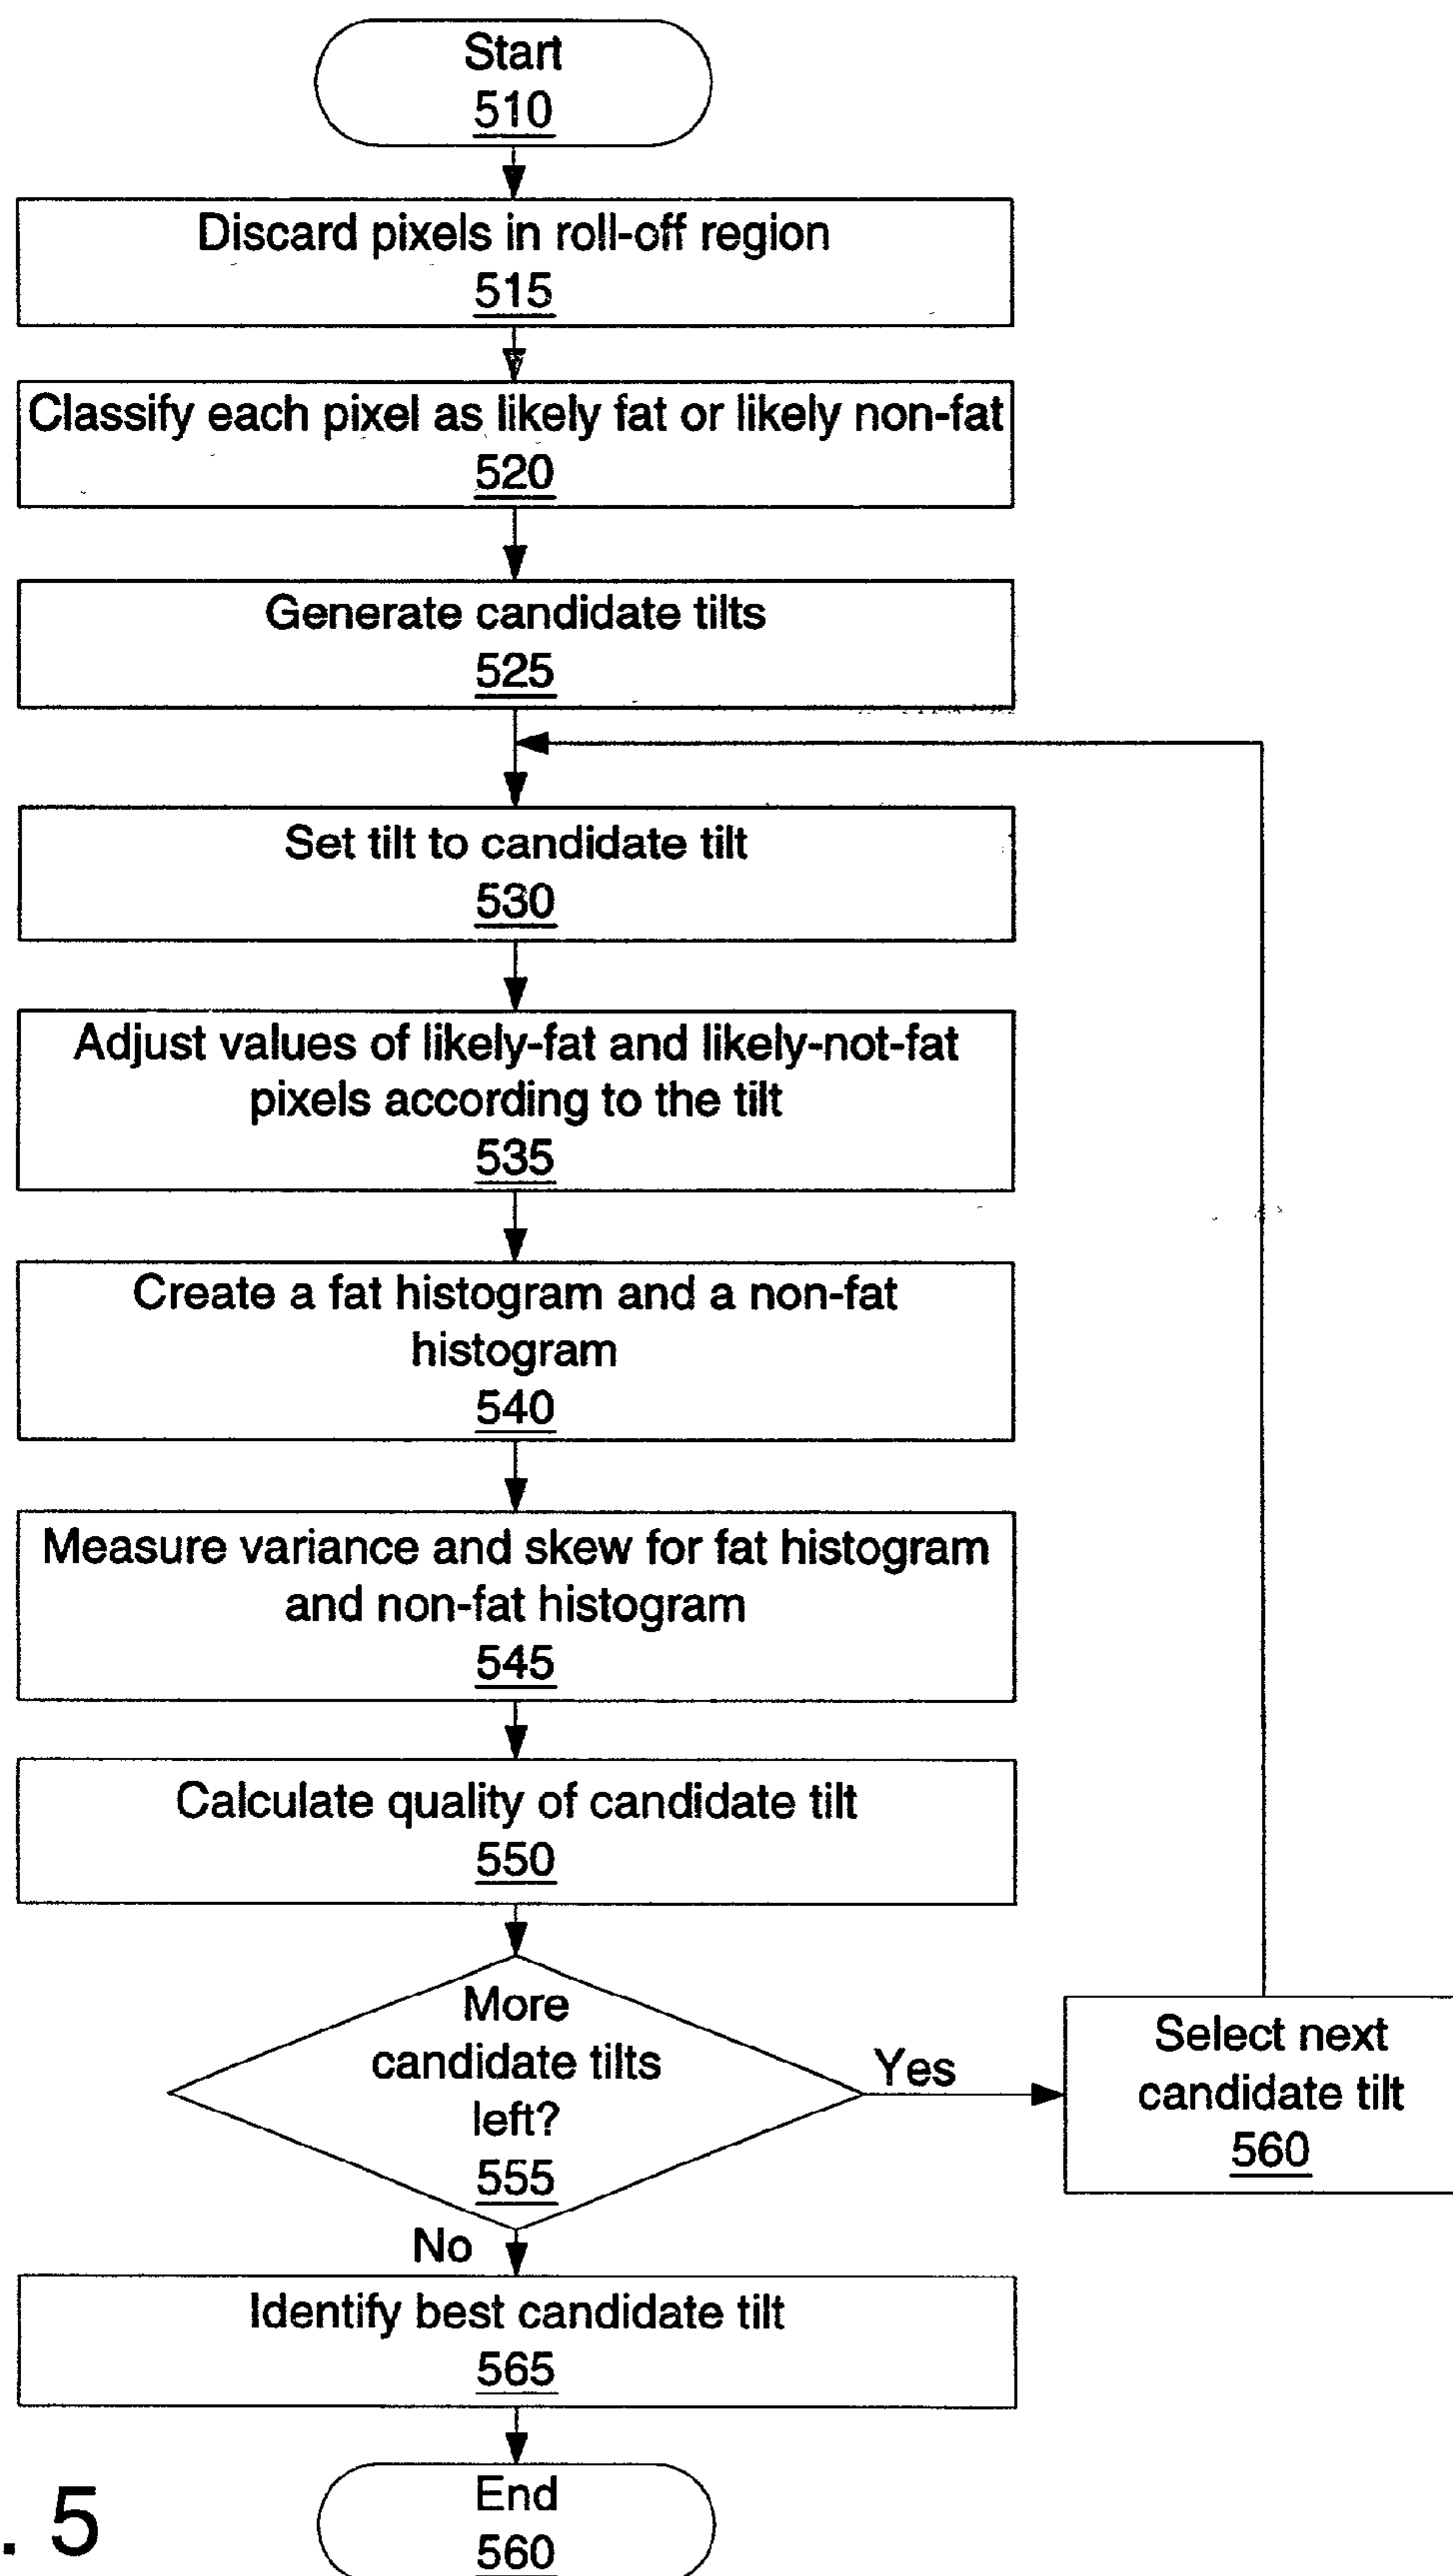 Start
510
Discard pixels in roll-off region
515
Classify each pixel as likely fat or likely non-fat
520
Generate candidate tilts
525
Set tilt to candidate tilt
530
Adjust values of likely-fat and likely-not-fat
pixels according to the tilt
535
Create a fat histogram and a non-fat
histogram
540
Measure variance and skew for fat histogram
and non-fat histogram
545
Calculate quality of candidate tilt
550
More
candidate tilts
left?
555
Yes
Select next
candidate tilt
560
No
Identify best candidate tilt
565
End
560
. 5